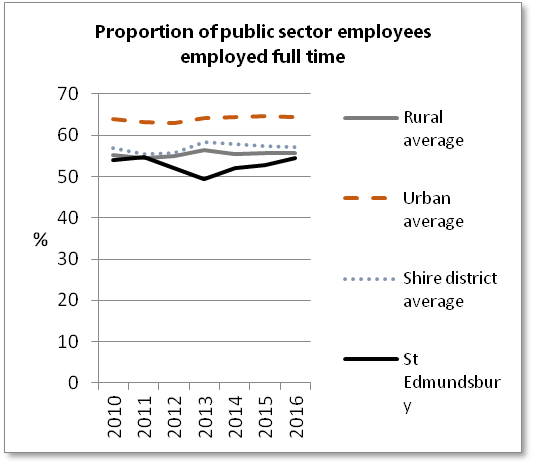 Proportion of public sector employees
employed full time
70
60
50
40
30
20
10
0
%
2010
2011
2012
2013
2014
2015
2016
Rural
average
Urban
average
Shire district
average
St
Edmundsbur
y